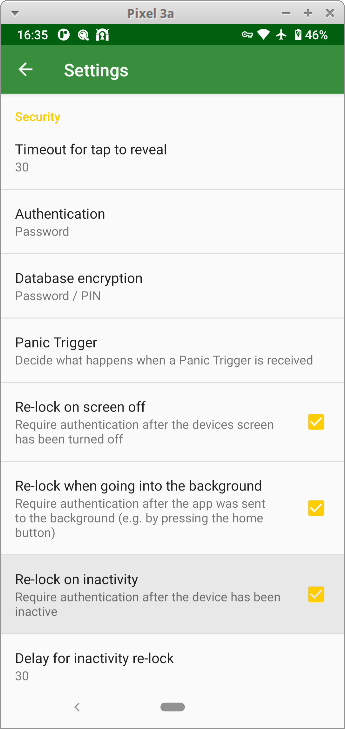 Pixel 3a
16:35
46%
Settings
Security
Timeout for tap to reveal
30
Authentication
Password
Database encryption
Password / PIN
Panic Trigger
Decide what happens when a Panic Trigger is received
Re-lock on screen off
Require authentication after the devices screen
has been turned off
Re-lock when going into the background
Require authentication after the app was sent
to the background (e.g. by pressing the home
button)
Re-lock on inactivity
Require authentication after the device has been
inactive
Delay for inactivity re-lock
30